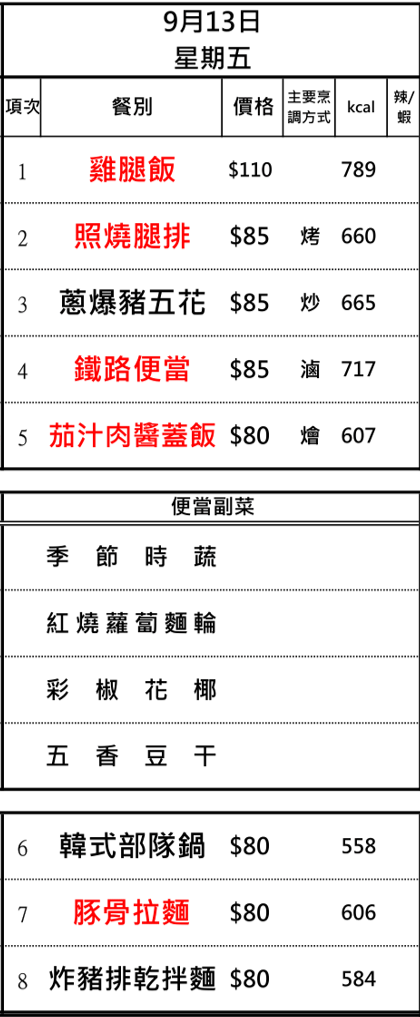 9月13日
星期五
項次 餐別 價格 主要烹調方式 kcal 辣/蝦
1 雞腿飯 $110 789
2 照燒腿排 $85 烤 660
3 蔥爆豬五花 $85 炒 665
4 鐵路便當 $85 滷 717
5 茄汁肉醬蓋飯 $80 燴 607
便當副菜
季節時蔬
紅燒蘿蔔麵輪
彩椒花椰
五香豆干
6 韓式部隊鍋 $80 558
7 豚骨拉麵 $80 606
8 炸豬排乾拌麵 $80 584